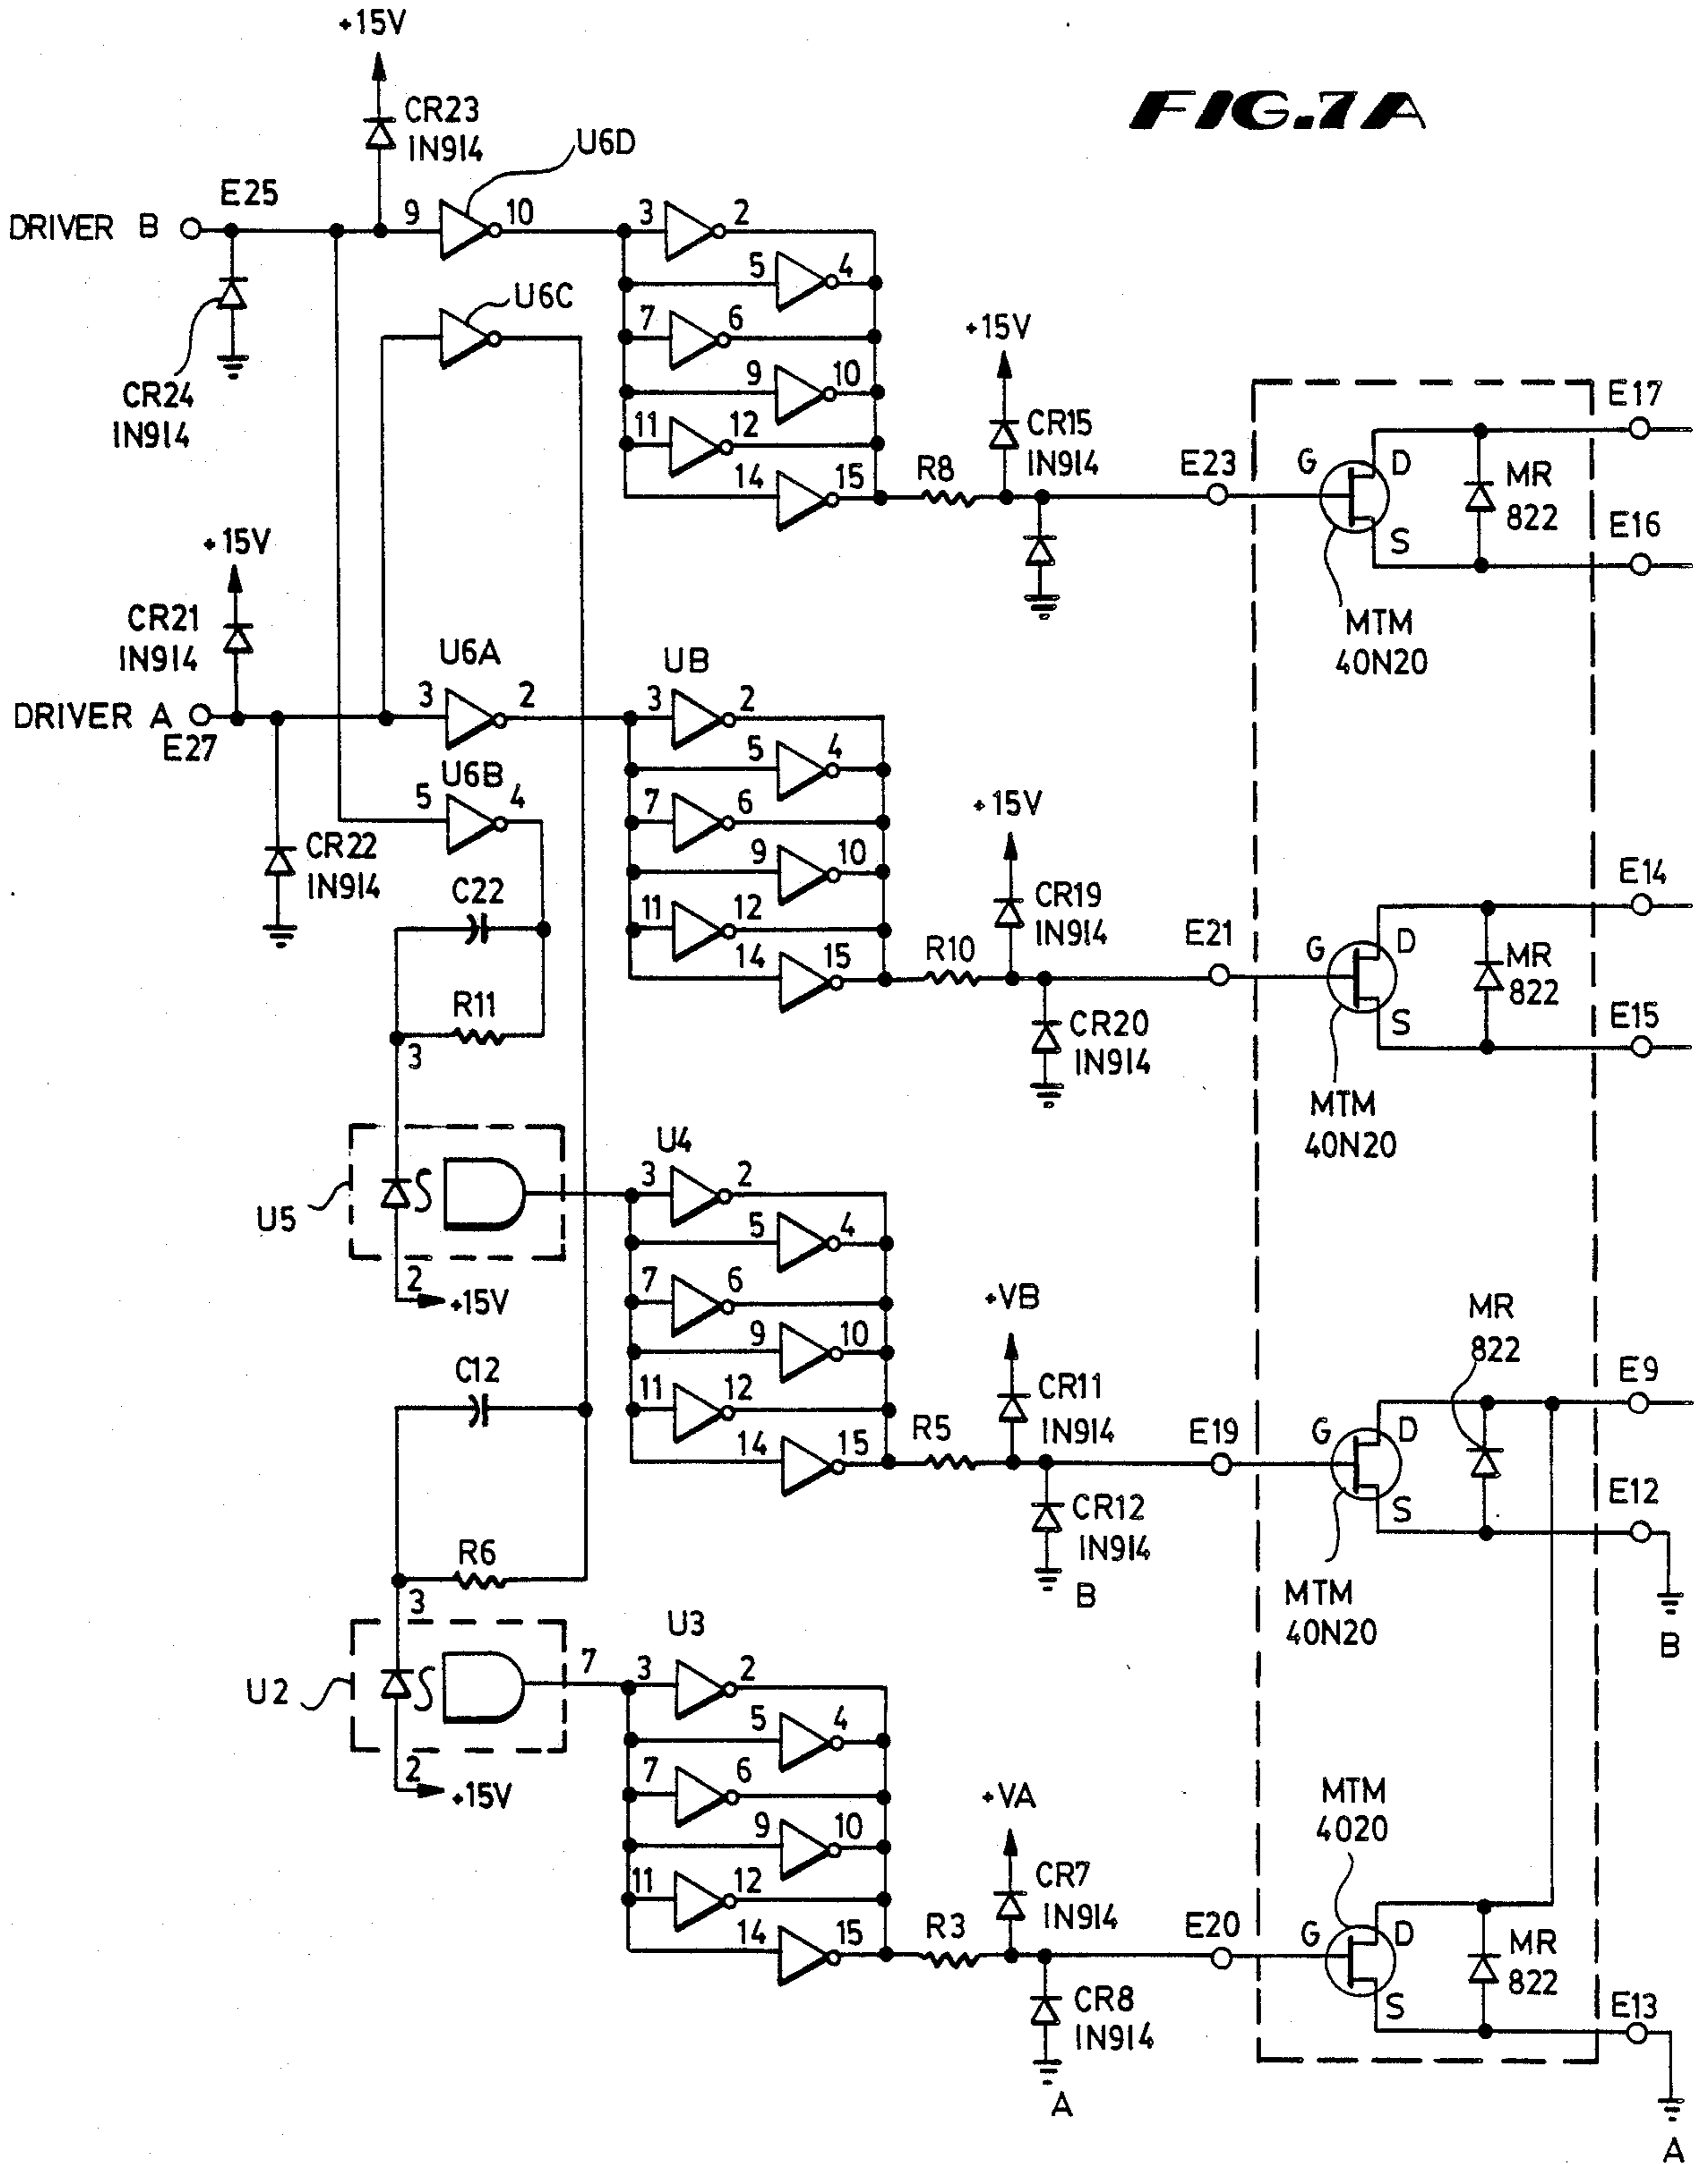 FIG.7A
+15V
CR23
IN914
U6D
E25
DRIVER B
9
10
3
2
5
4
U6C
7
6
CR24
IN914
9
10
11
12
14
15
R8
+15V
CR15
IN914
E23
G
D
S
MR
822
E17
E16
MTM
40N20
+15V
CR21
IN914
DRIVER A
E27
U6A
3
2
UB
3
2
5
4
U6B
5
4
7
6
CR22
IN914
9
10
C22
11
12
14
15
R10
+15V
CR19
IN914
CR20
IN914
E21
G
D
S
MR
822
E14
E15
MTM
40N20
R11
3
U5
2
+15V
U4
3
2
5
4
7
6
9
10
11
12
14
15
R5
+VB
CR11
IN914
CR12
IN914
B
E19
G
D
S
MR
822
E9
E12
B
MTM
40N20
C12
R6
3
U2
2
+15V
7
U3
3
2
5
4
7
6
9
10
11
12
14
15
R3
+VA
CR7
IN914
CR8
IN914
A
E20
MTM
4020
G
D
S
MR
822
E13
A